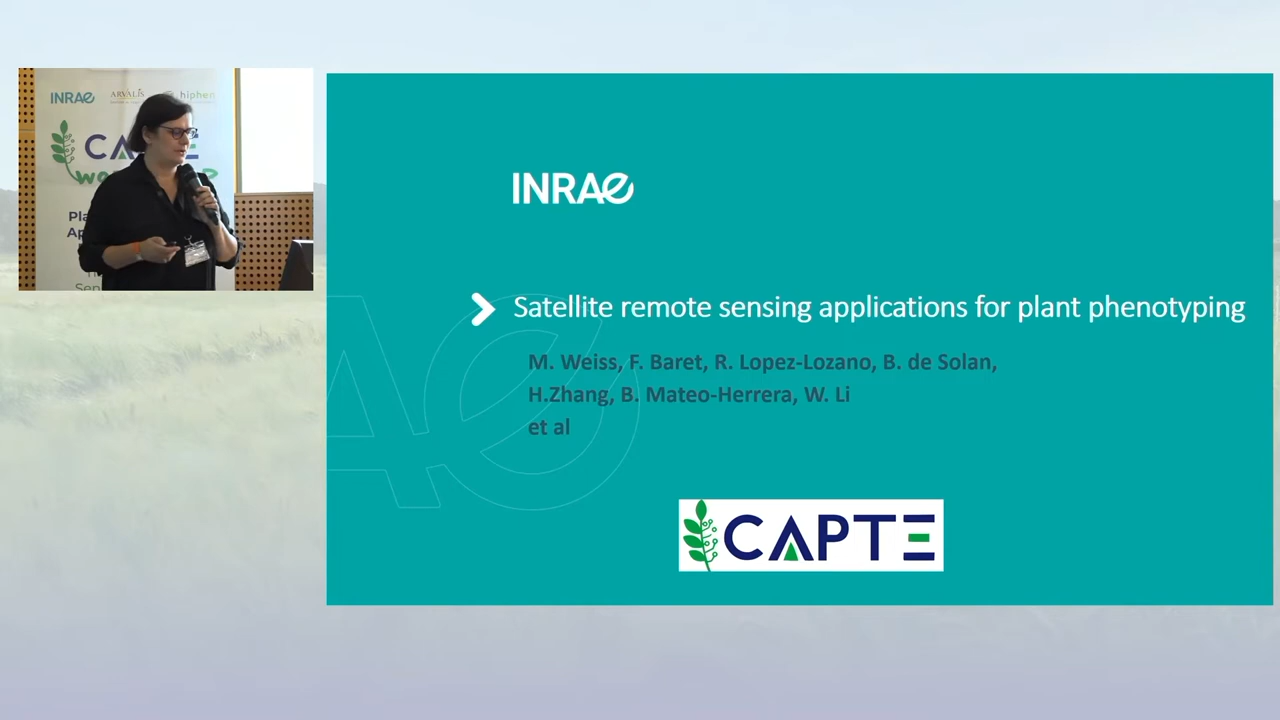 INRAE
ARVALIS
hiphen
CAPTE
INRAE
Satellite remote sensing applications for plant phenotyping
M. Weiss, F. Baret, R. Lopez-Lozano, B. de Solan,
H.Zhang, B. Mateo-Herrera, W. Li
et al
CAPTE